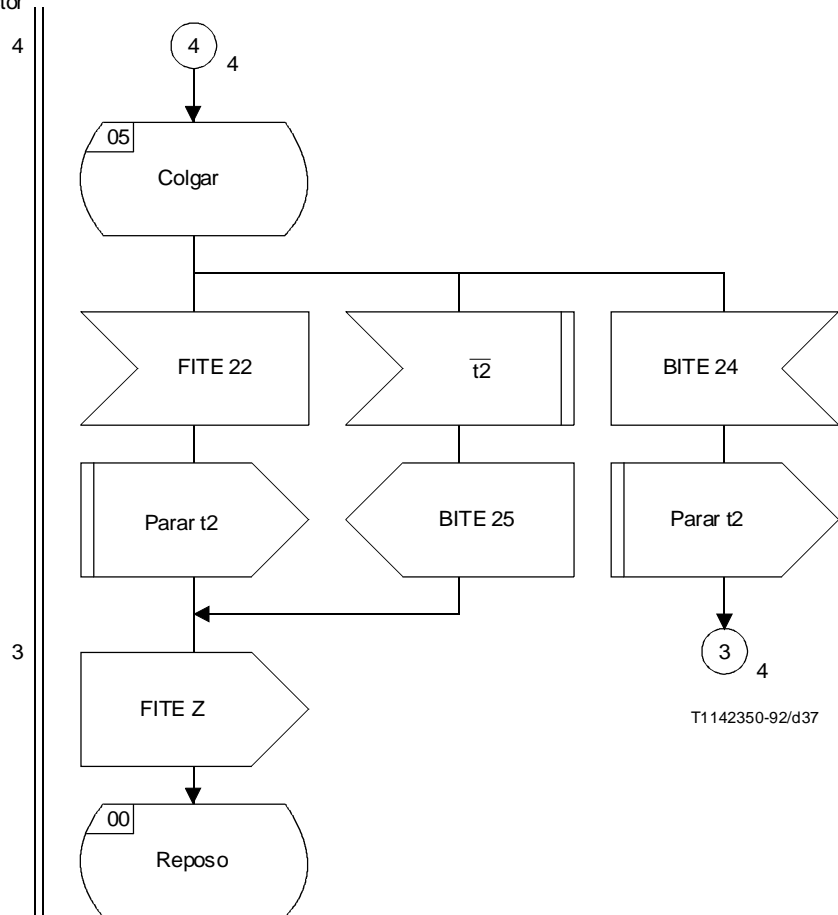 4
4
4
05
Colgar
FITE 22
t2
BITE 24
Parar t2
BITE 25
Parar t2
3
3
4
FITE Z
T1142350-92/d37
00
Reposo